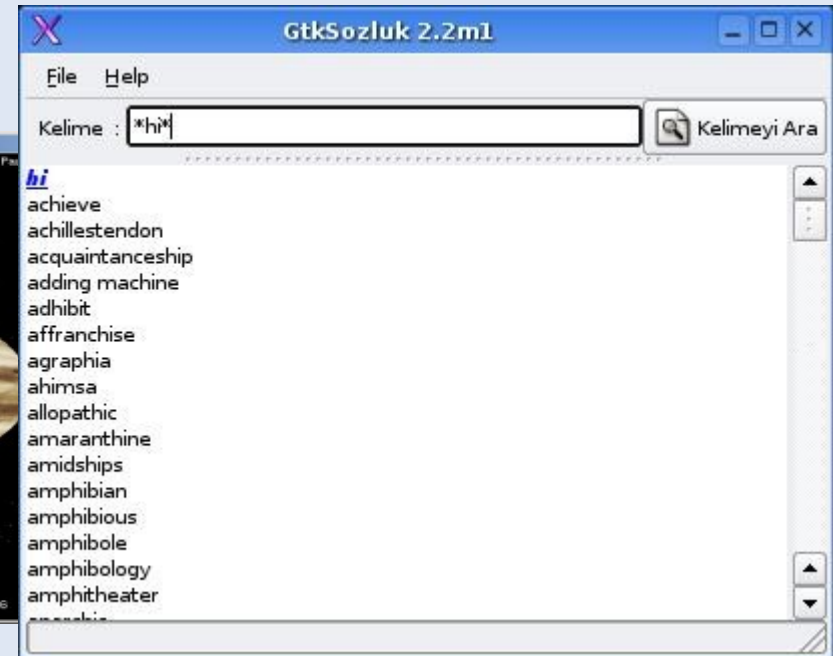 GtkSozluk 2.2m1
File Help
Kelime : *hi* Kelimeyi Ara
hi
achieve
achillestendon
acquaintanceship
adding machine
adhibit
affranchise
agraphia
ahimsa
allopathic
amaranthine
amidships
amphibian
amphibious
amphibole
amphibology
amphitheater